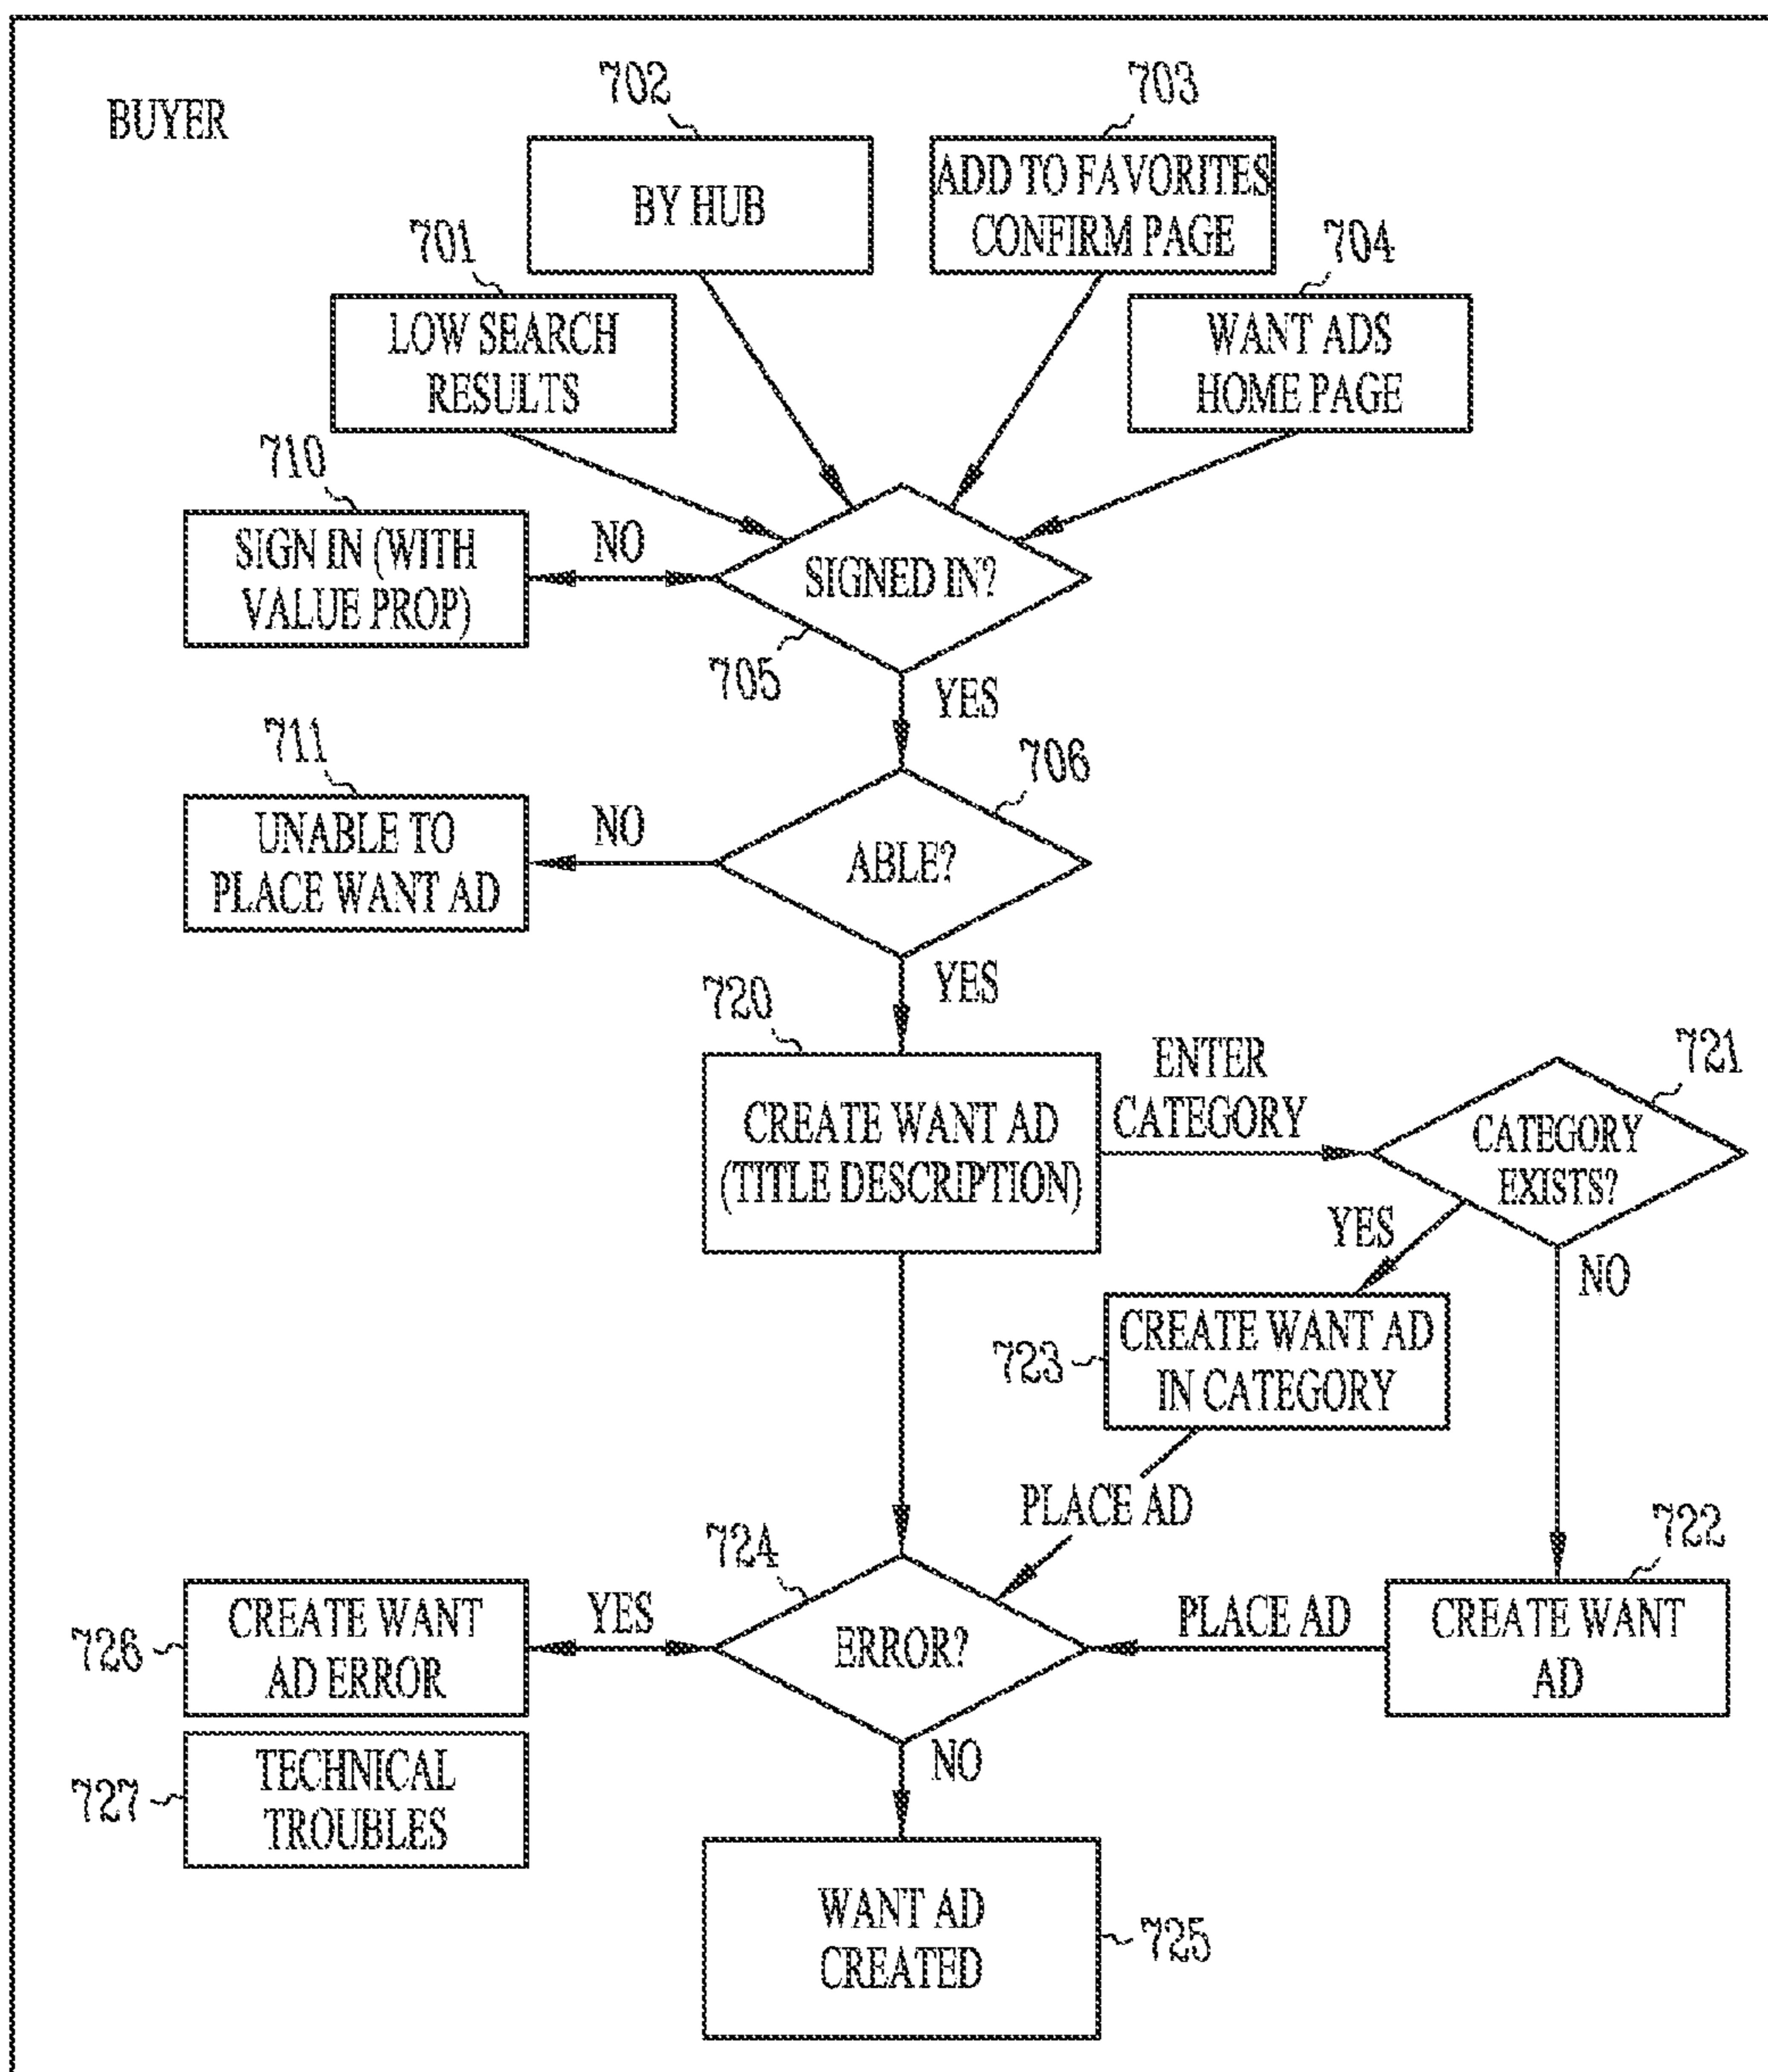 BUYER
702
BY HUB
703
ADD TO FAVORITES
CONFIRM PAGE
701
LOW SEARCH
RESULTS
704
WANT ADS
HOME PAGE
710
SIGN IN (WITH
VALUE PROP)
NO
SIGNED IN?
705
YES
711
UNABLE TO
PLACE WANT AD
NO
706
ABLE?
YES
720
CREATE WANT AD
(TITLE DESCRIPTION)
ENTER
CATEGORY
721
CATEGORY
EXISTS?
YES
NO
723
CREATE WANT AD
IN CATEGORY
PLACE AD
722
CREATE WANT
AD
PLACE AD
724
ERROR?
YES
726
CREATE WANT
AD ERROR
727
TECHNICAL
TROUBLES
NO
WANT AD
CREATED
725